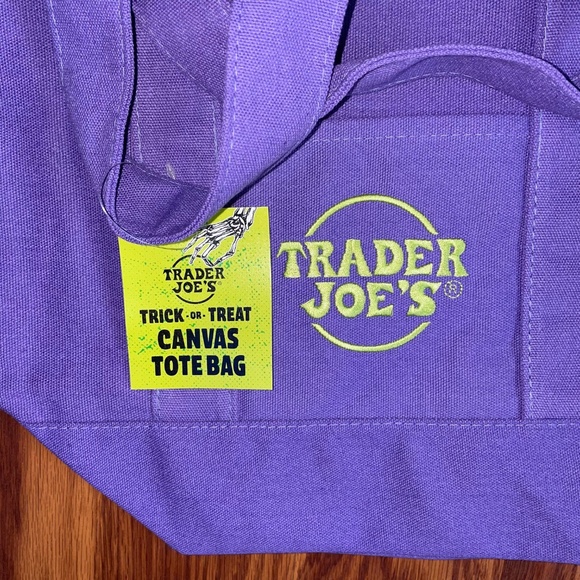 TRADER
JOE'S®
TRICK-OR-TREAT
CANVAS
TOTE BAG
TRADER
JOE'S®